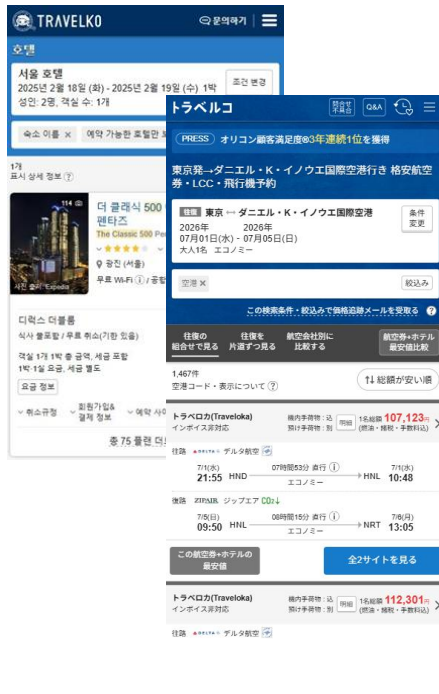 TRAVELKO
문의하기
호텔
서울 호텔
2025년 2월 18일 (화) - 2025년 2월 19일 (수) 1박
성인: 2명, 객실 수: 1개
조건 변경
숙소 이름 ×
예약 가능한 호텔만
1개
표시 상세 정보 ?
114
사진 출처: Expedia
더 클래식 500
펜타즈
The Classic 500 Pe
광진 (서울)
무료 Wi-Fi
디럭스 더블룸
식사 불포함 / 무료 취소(기한 있음)
객실 1개 1박 총 금액, 세금 포함
1박·1실 요금, 세금 별도
요금 정보
취소규정
회원가입&
결제 정보
총 75 플랜 더
トラベルコ
問合せ
不具合
Q&A
PRESS オリコン顧客満足度®3年連続1位を獲得
東京発→ダニエル・K・イノウエ国際空港行き 格安航空
券・LCC・飛行機予約
往復 東京 ↔ ダニエル・K・イノウエ国際空港
2026年 2026年
07月01日(水) - 07月05日(日)
大人1名 エコノミー
条件
変更
空港 ×
絞込み
この検索条件・絞込みで価格追跡メールを受取る ?
往復の
組合せで見る
往復を
片道ずつ見る
航空会社別に
比較する
航空券+ホテル
最安値比較
1,467件
空港コード・表示について ?
↑↓ 総額が安い順
トラベロカ(Traveloka)
インボイス非対応
機内手荷物 : 込
預け手荷物 : 別
明細
1名総額 107,123円
(燃油・諸税・手数料込)
往路 DELTA デルタ航空
7/1(水) 07時間53分 直行 7/1(水)
21:55 HND エコノミー HNL 10:48
復路 ZIPAIR ジップエア CO2↓
7/5(日) 08時間15分 直行 7/6(月)
09:50 HNL エコノミー NRT 13:05
この航空券+ホテルの
最安値
全2サイトを見る
トラベロカ(Traveloka)
インボイス非対応
機内手荷物 : 込
預け手荷物 : 別
明細
1名総額 112,301円
(燃油・諸税・手数料込)
往路 DELTA デルタ航空